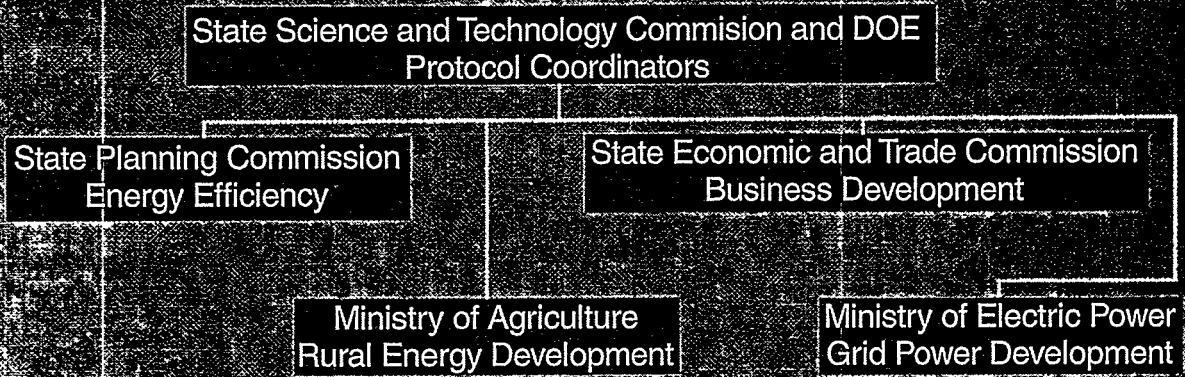 State Science and Technology Commision and DOE
Protocol Coordinators
State Planning Commission
Energy Efficiency
State Economic and Trade Commission
Business Development
Ministry of Agriculture
Rural Energy Development
Ministry of Electric Power
Grid Power Development